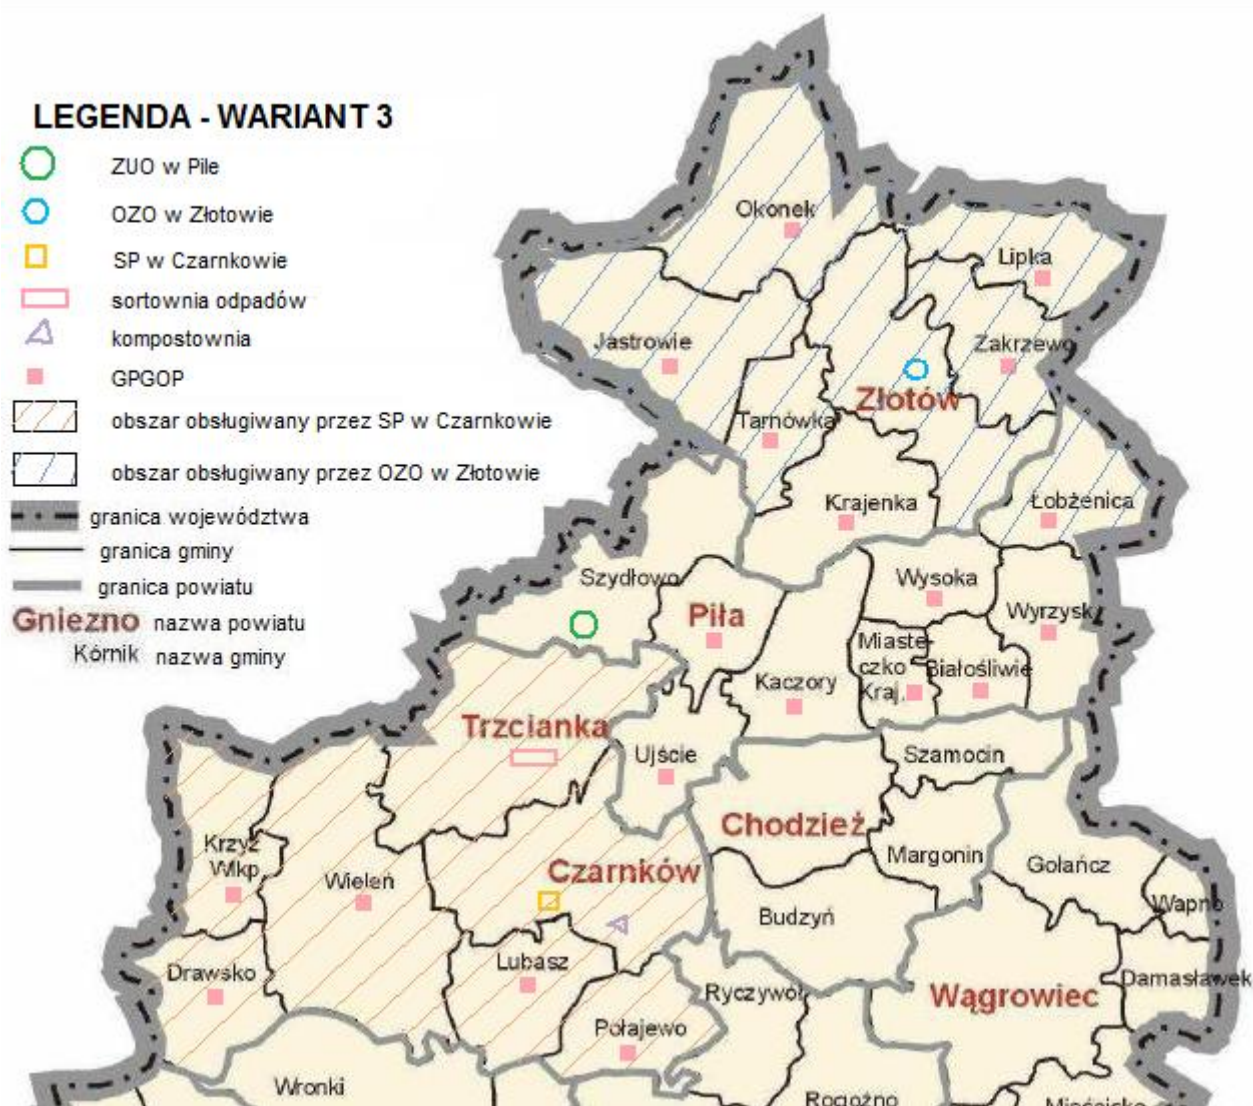 LEGENDA - WARIANT 3
ZUO w Pile
OZO w Złotowie
SP w Czarnkowie
sortownia odpadów
kompostownia
GPGOP
obszar obsługiwany przez SP w Czarnkowie
obszar obsługiwany przez OZO w Złotowie
granica województwa
granica gminy
granica powiatu
Gniezno nazwa powiatu
Kórnik nazwa gminy
Okonek
Lipka
Jastrowie
Zakrzewo
Złotów
Tarnówka
Krajenka
Łobżenica
Szydłowo
Wysoka
Piła
Wyrzysk
Miaste-
czko
Kraj.
Białośliwie
Kaczory
Trzcianka
Ujście
Szamocin
Chodzież
Krzyż
Wlkp.
Wieleń
Czarnków
Margonin
Gołańcz
Budzyń
Wapno
Drawsko
Lubasz
Ryczywół
Wągrowiec
Damasławek
Połajewo
Wronki
Rogoźno
Mieścisko